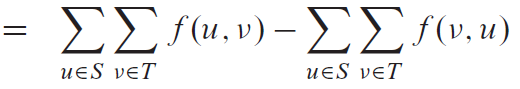 = ∑_{u∈S} ∑_{v∈T} f(u, v) − ∑_{u∈S} ∑_{v∈T} f(v, u)